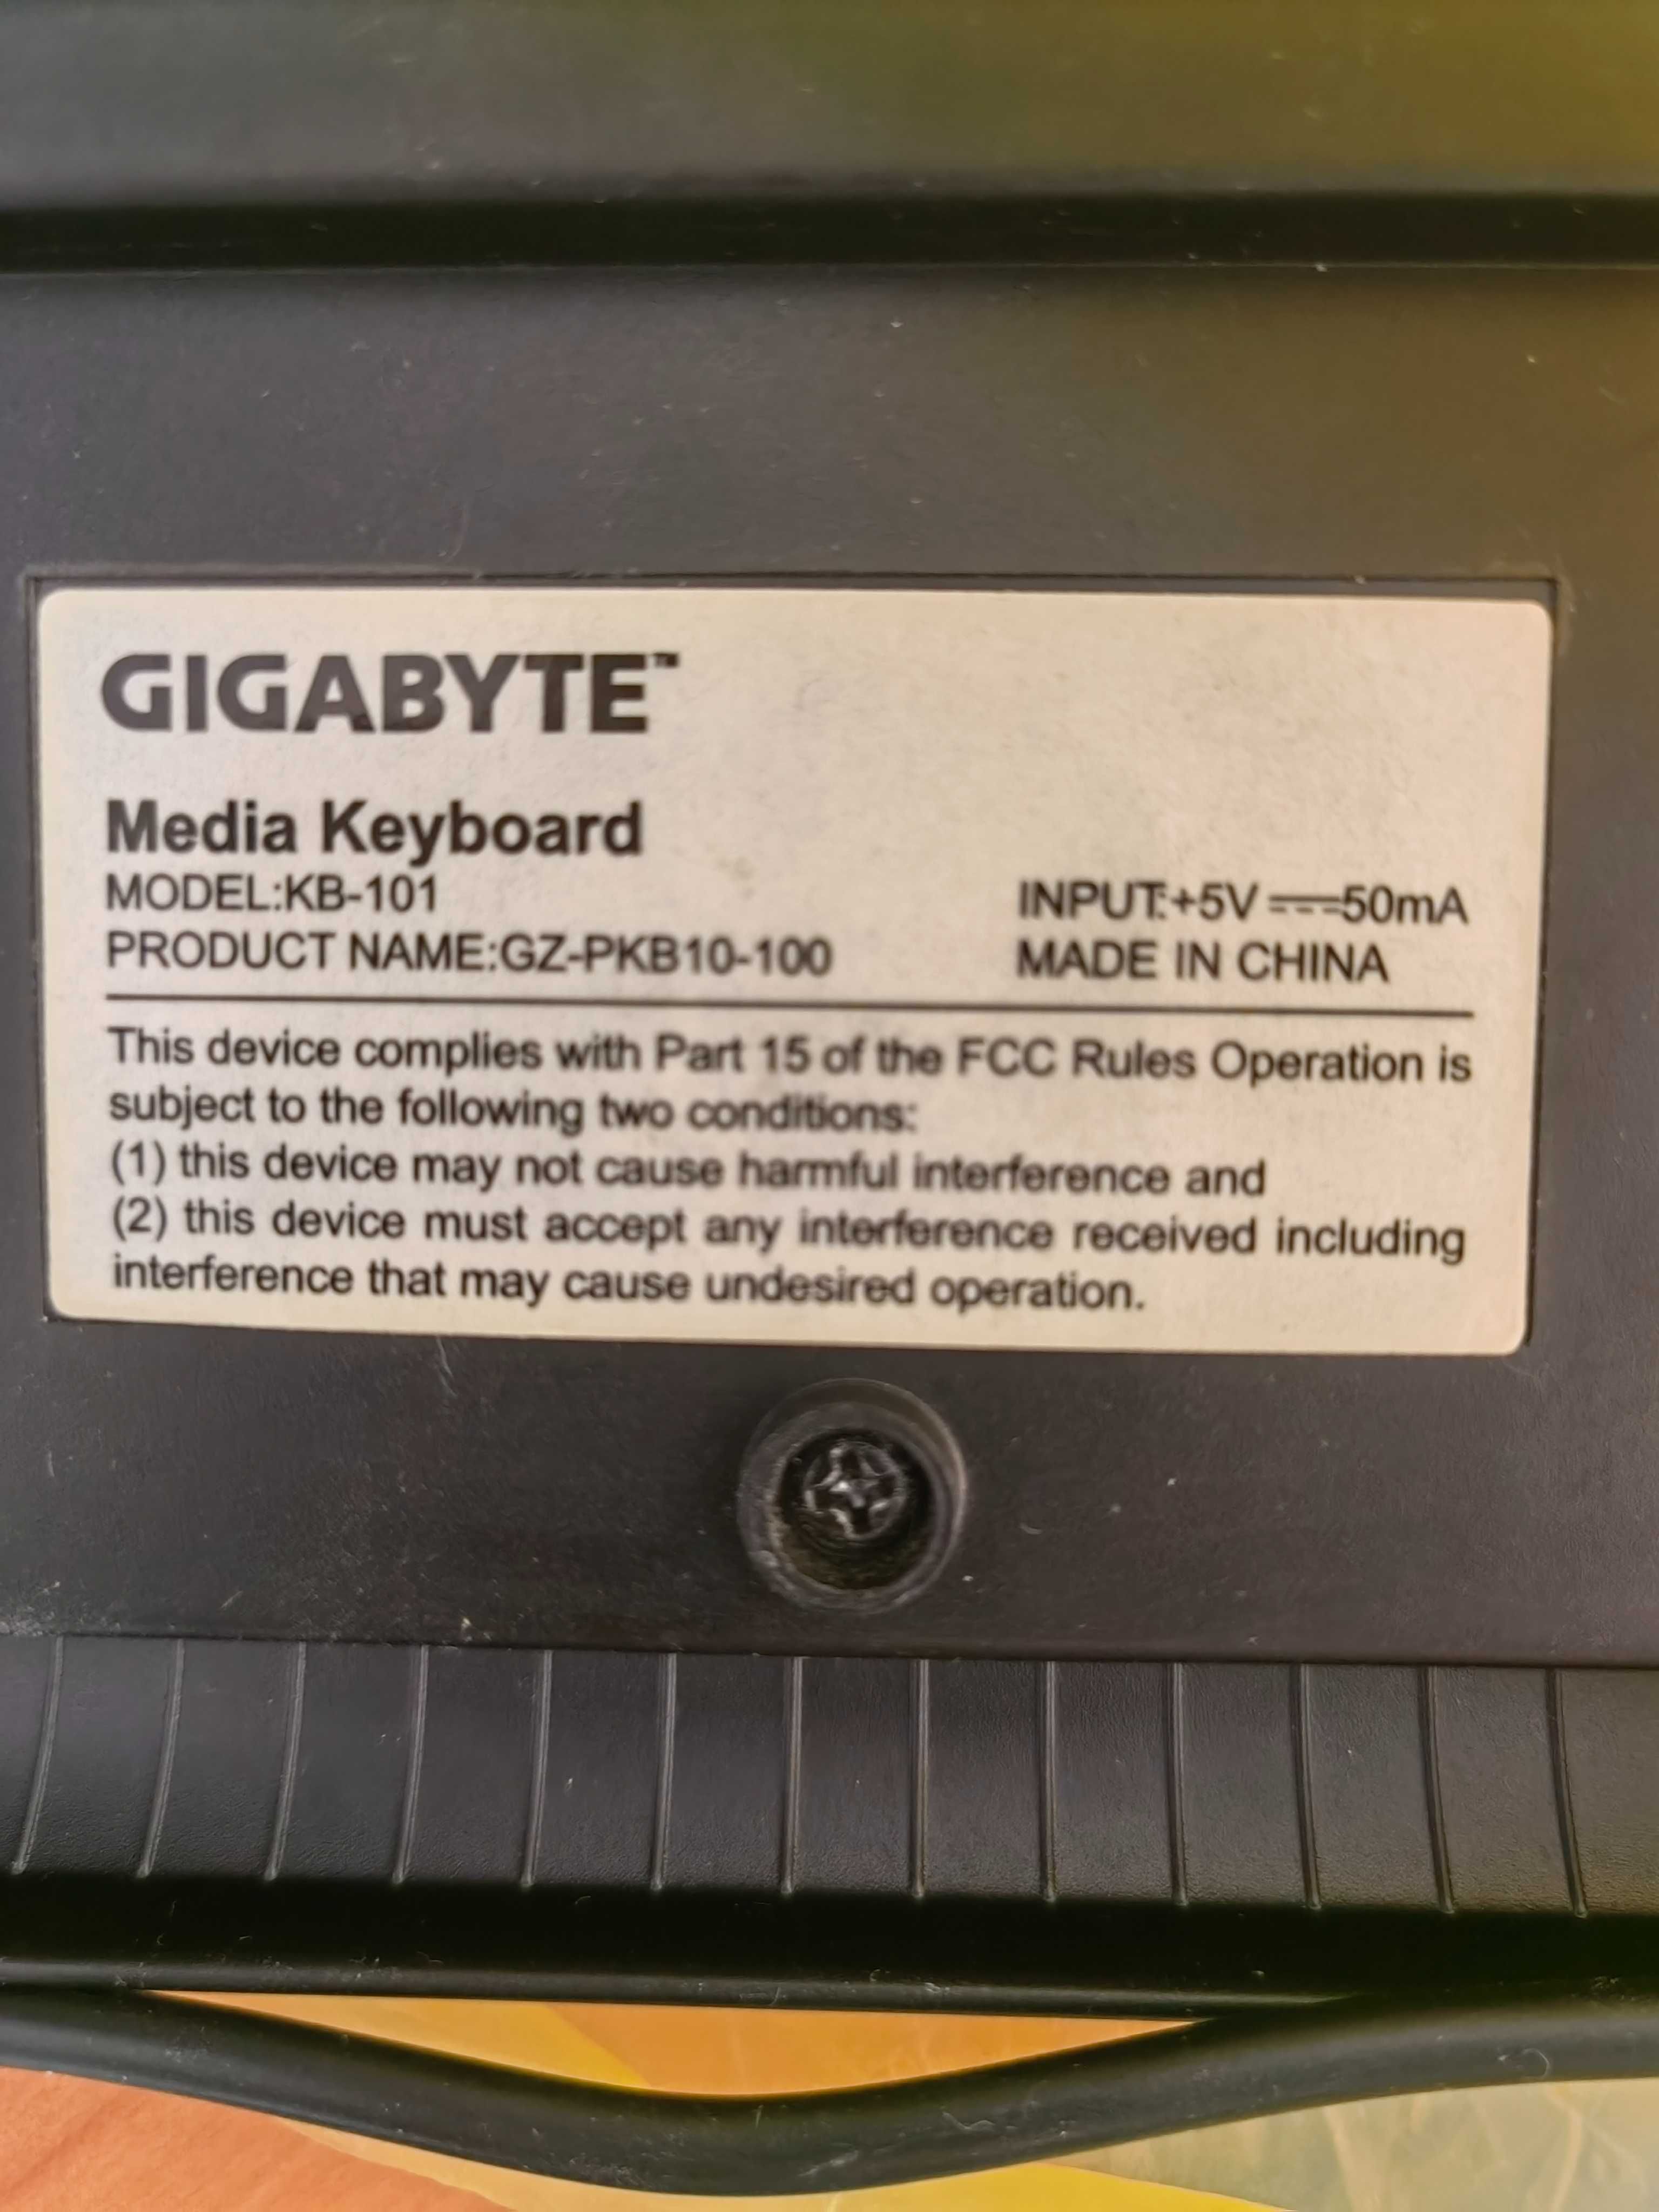 GIGABYTE™
Media Keyboard
MODEL:KB-101
PRODUCT NAME:GZ-PKB10-100
INPUT:+5V⎓50mA
MADE IN CHINA
This device complies with Part 15 of the FCC Rules Operation is
subject to the following two conditions:
(1) this device may not cause harmful interference and
(2) this device must accept any interference received including
interference that may cause undesired operation.